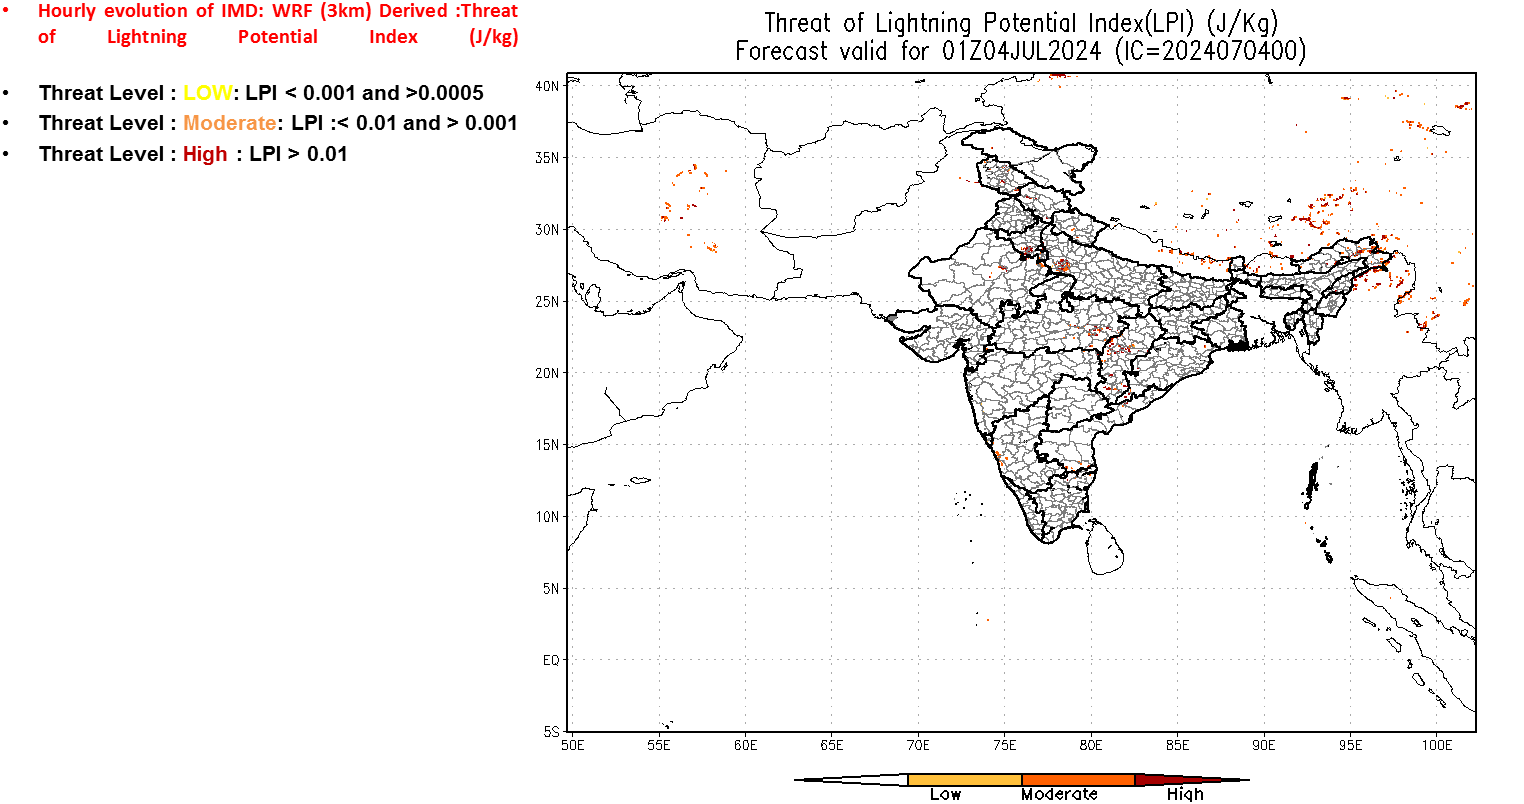 • Hourly evolution of IMD: WRF (3km) Derived :Threat
of Lightning Potential Index (J/kg)
• Threat Level : LOW: LPI < 0.001 and >0.0005
• Threat Level : Moderate: LPI :< 0.01 and > 0.001
• Threat Level : High : LPI > 0.01
Threat of Lightning Potential Index(LPI) (J/Kg)
Forecast valid for 01Z04JUL2024 (IC=2024070400)
40N
35N
30N
25N
20N
15N
10N
5N
EQ
5S
50E 55E 60E 65E 70E 75E 80E 85E 90E 95E 100E
Low Moderate High